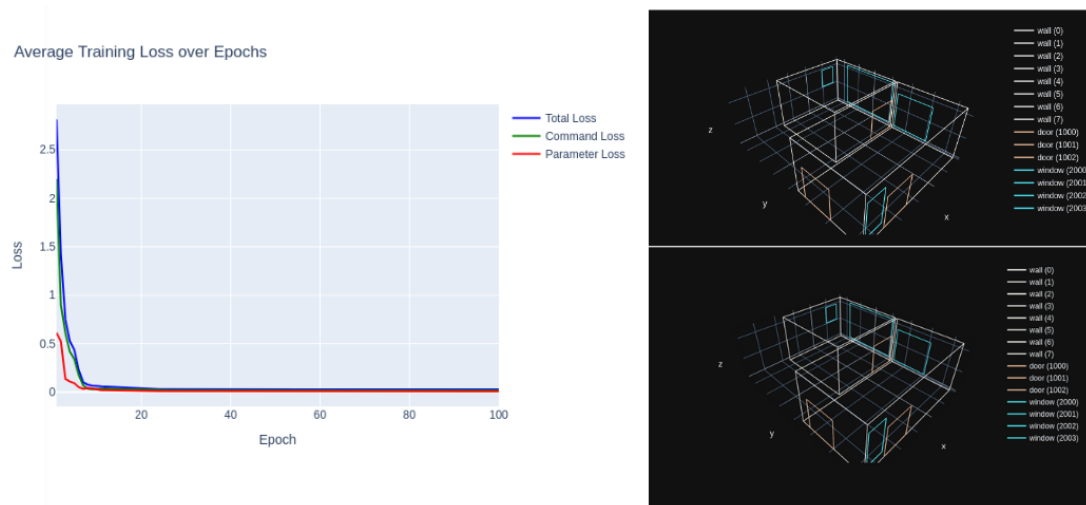 Average Training Loss over Epochs
Total Loss
Command Loss
Parameter Loss
2.5
2
1.5
1
0.5
0
20
40
60
80
100
Loss
Epoch
wall (0)
wall (1)
wall (2)
wall (3)
wall (4)
wall (5)
wall (6)
wall (7)
door (1000)
door (1001)
door (1002)
window (2000
window (2001
window (2002
window (2003)
z
y
x
wall (0)
wall (1)
wall (2)
wall (3)
wall (4)
wall (5)
wall (6)
wall (7)
door (1000)
door (1001)
door (1002)
window (2000)
window (2001)
window (2002)
window (2003)
z
y
x